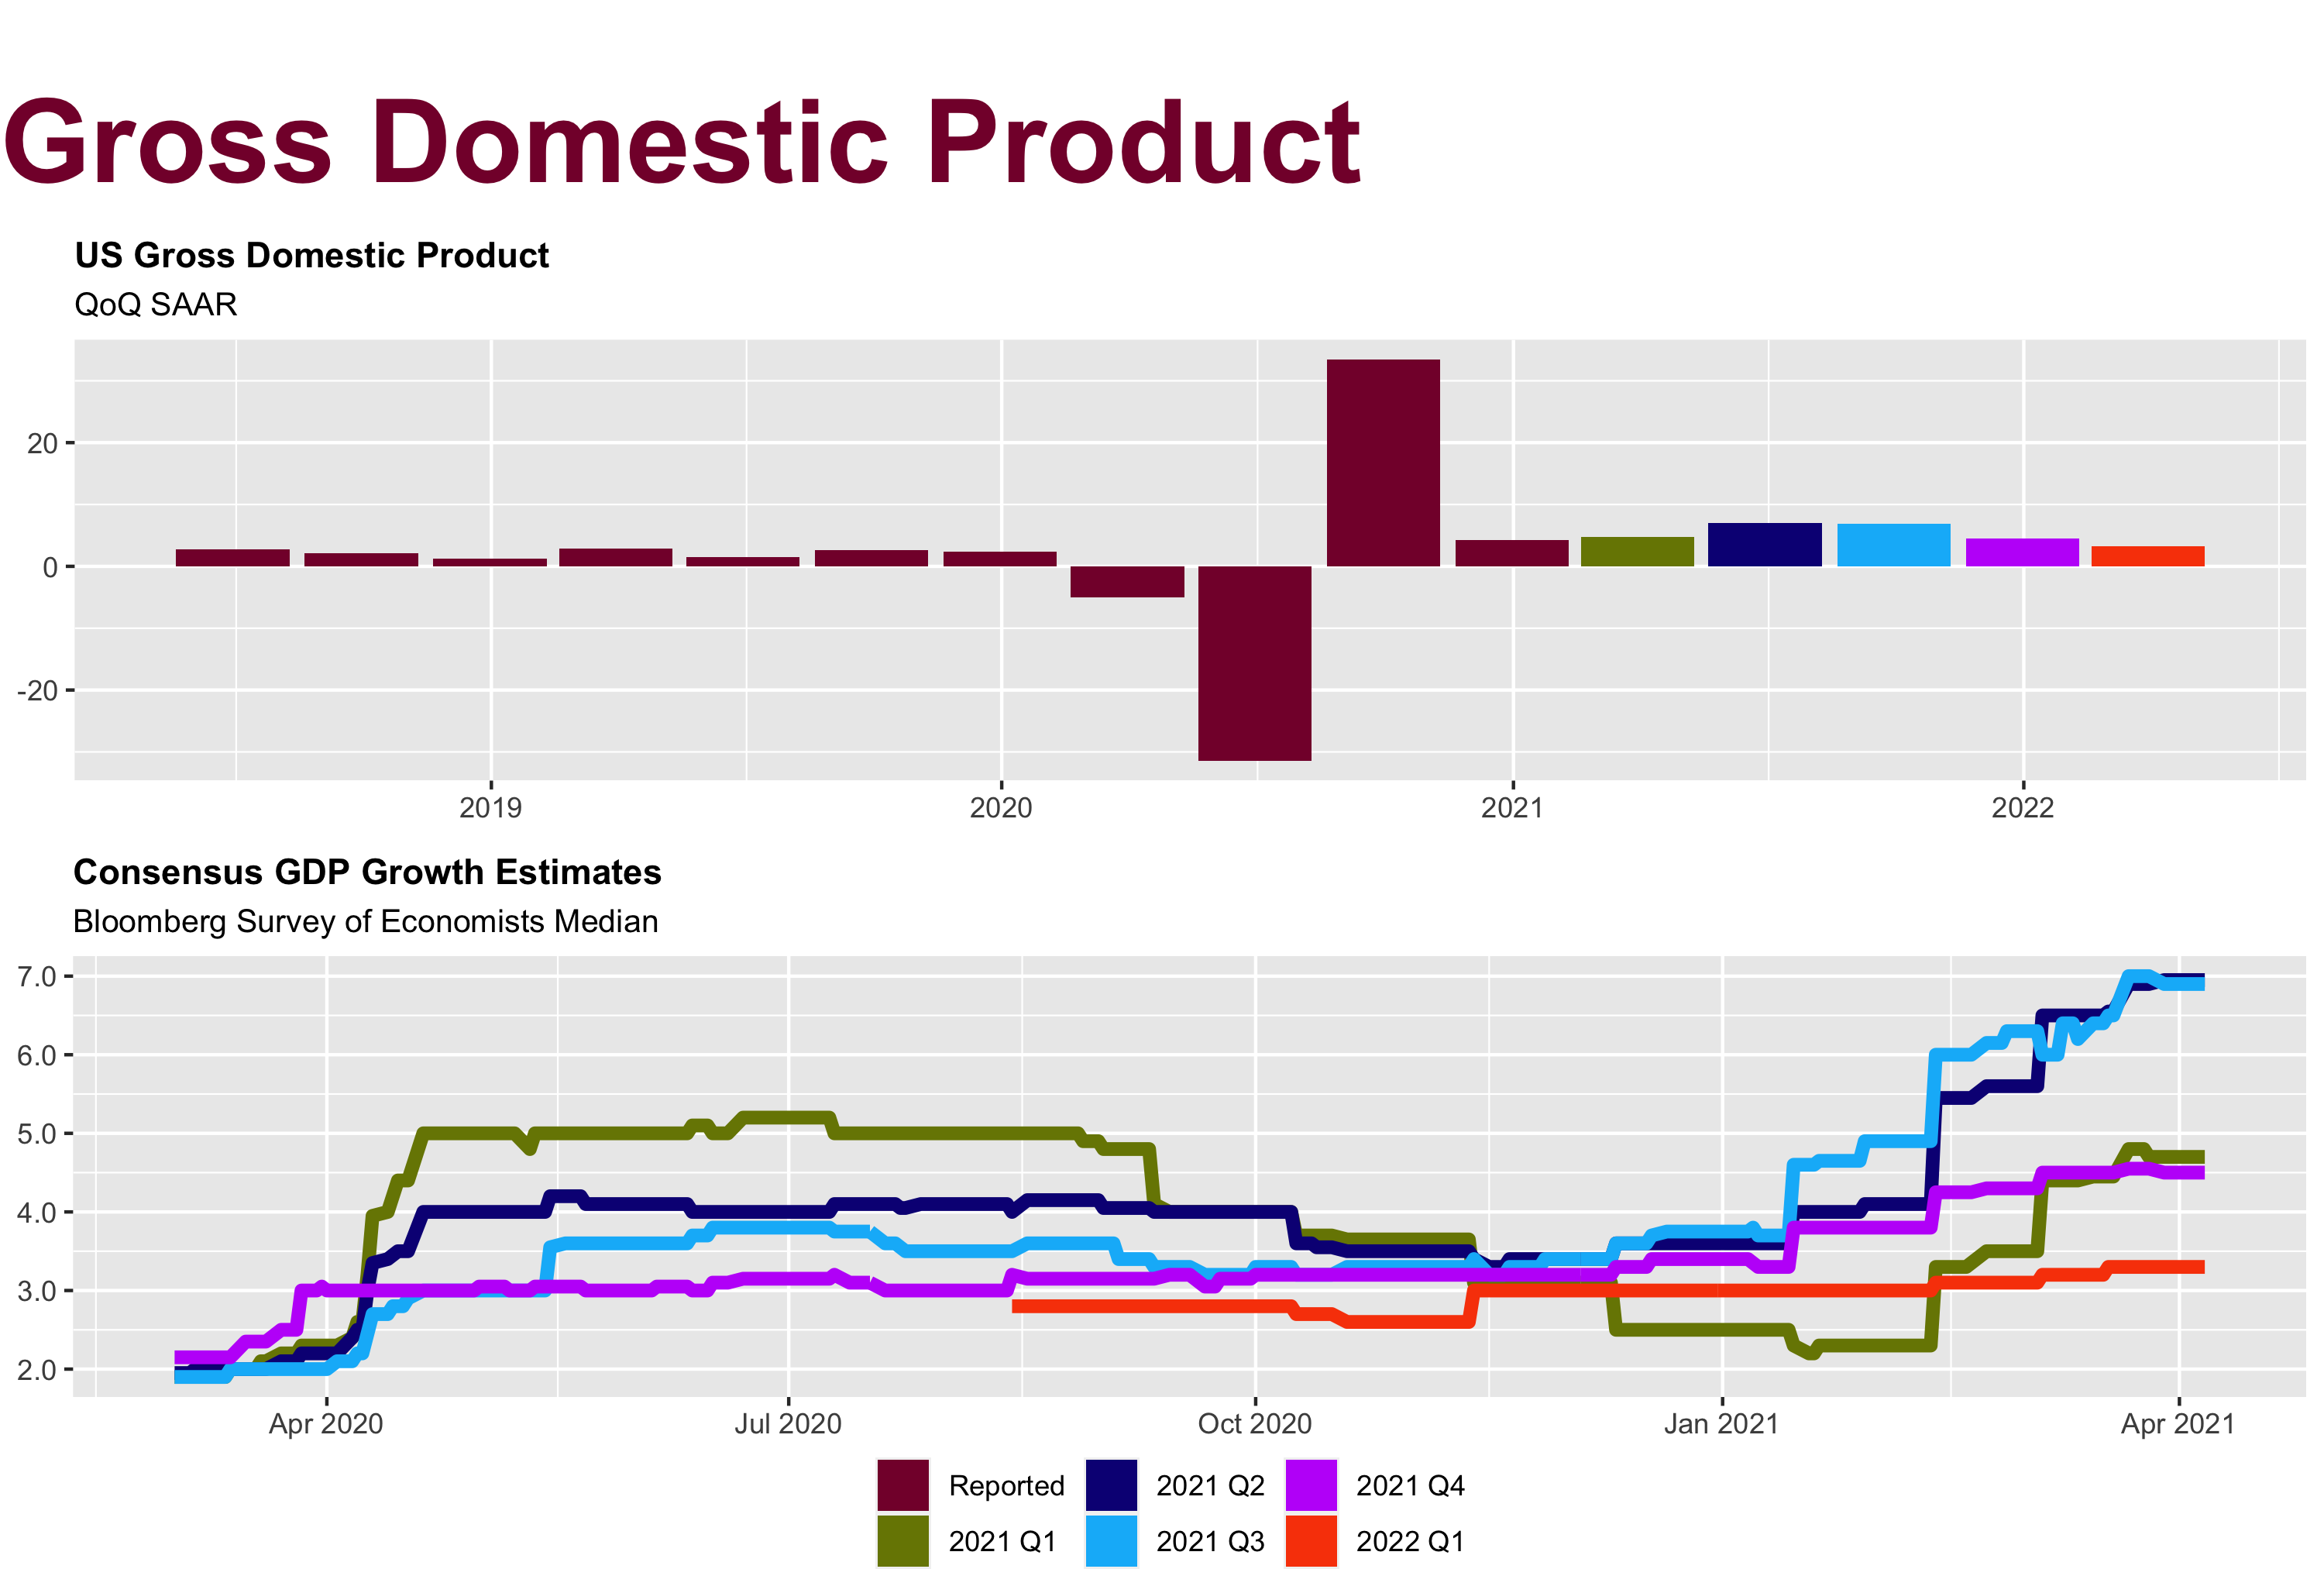 Gross Domestic Product
US Gross Domestic Product
QoQ SAAR
20
0
-20
2019 2020 2021 2022
Consensus GDP Growth Estimates
Bloomberg Survey of Economists Median
7.0
6.0
5.0
4.0
3.0
2.0
Apr 2020 Jul 2020 Oct 2020 Jan 2021 Apr 2021
Reported 2021 Q2 2021 Q4
2021 Q1 2021 Q3 2022 Q1